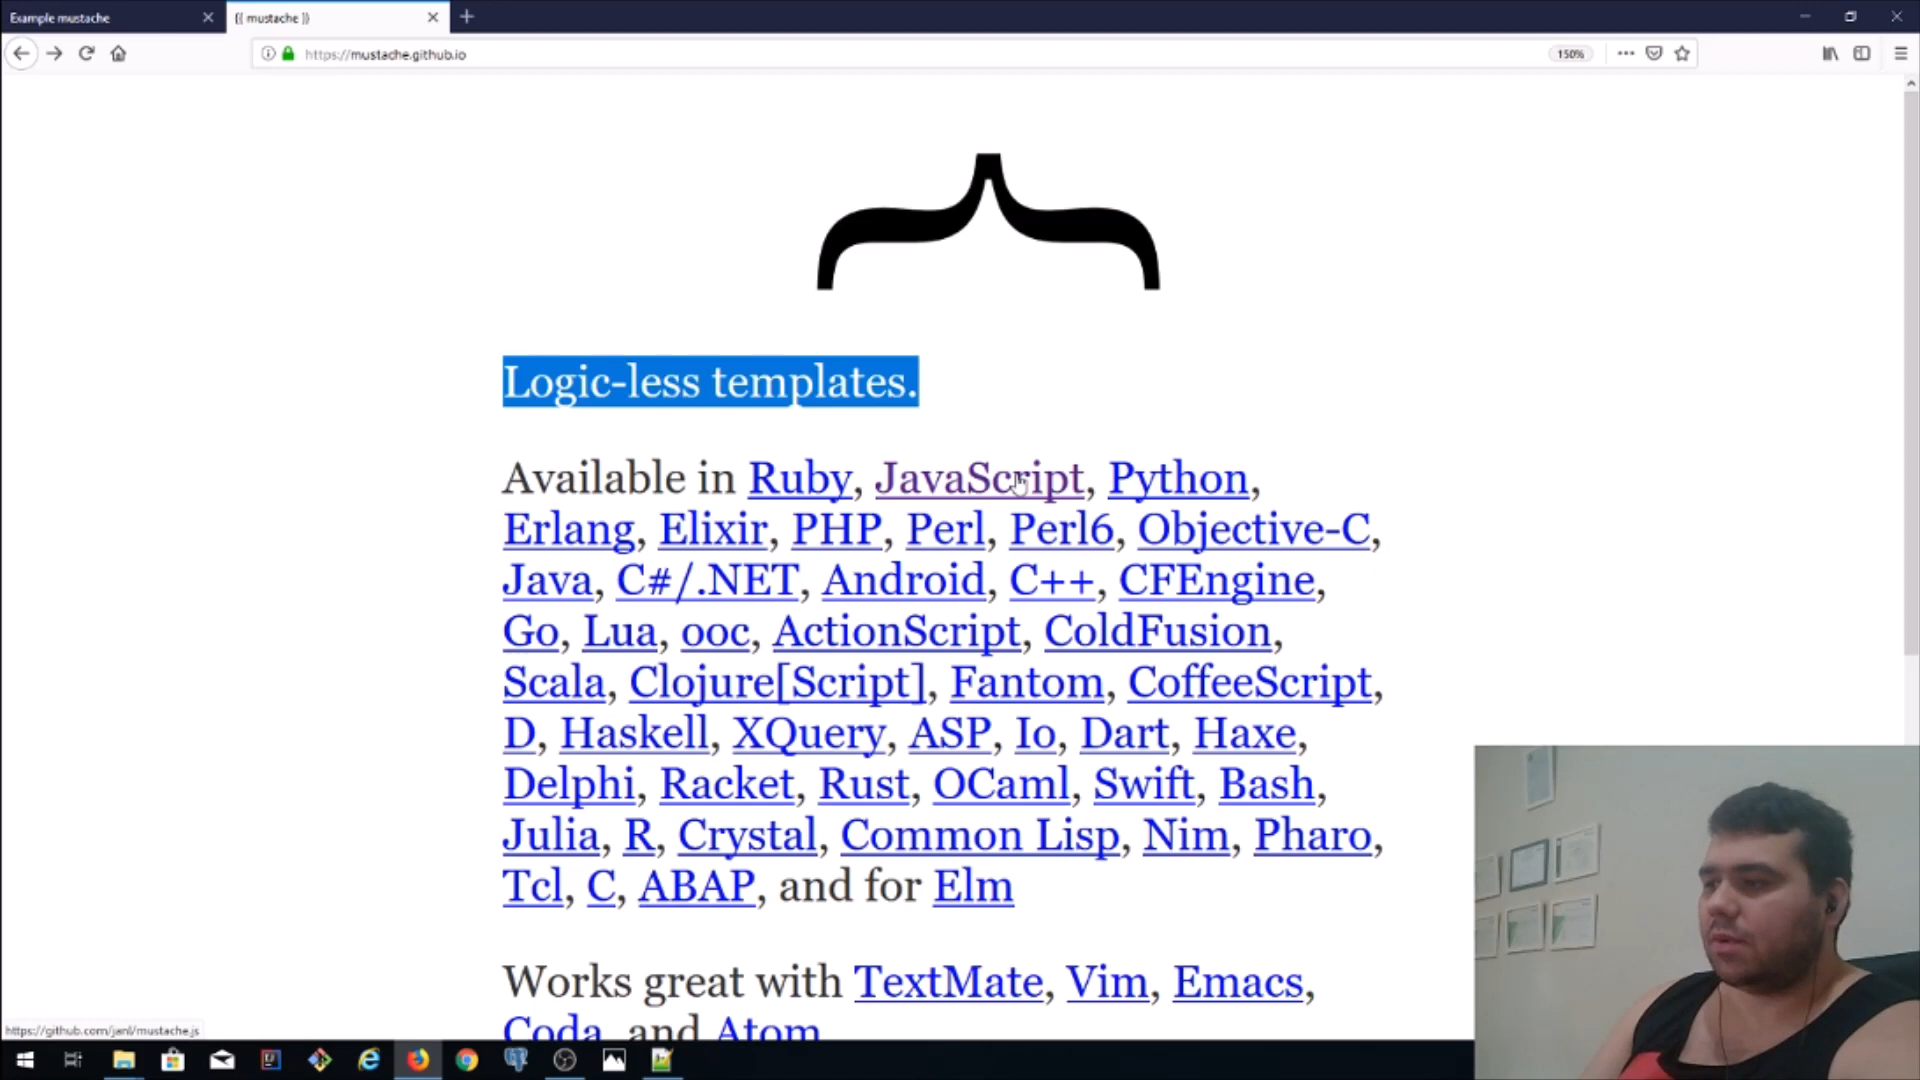 Example mustache
{{ mustache }}
https://mustache.github.io
150%
Logic-less templates.
Available in Ruby, JavaScript, Python,
Erlang, Elixir, PHP, Perl, Perl6, Objective-C,
Java, C#/.NET, Android, C++, CFEngine,
Go, Lua, ooc, ActionScript, ColdFusion,
Scala, Clojure[Script], Fantom, CoffeeScript,
D, Haskell, XQuery, ASP, Io, Dart, Haxe,
Delphi, Racket, Rust, OCaml, Swift, Bash,
Julia, R, Crystal, Common Lisp, Nim, Pharo,
Tcl, C, ABAP, and for Elm
Works great with TextMate, Vim, Emacs,
Coda, and Atom
https://github.com/janl/mustache.js